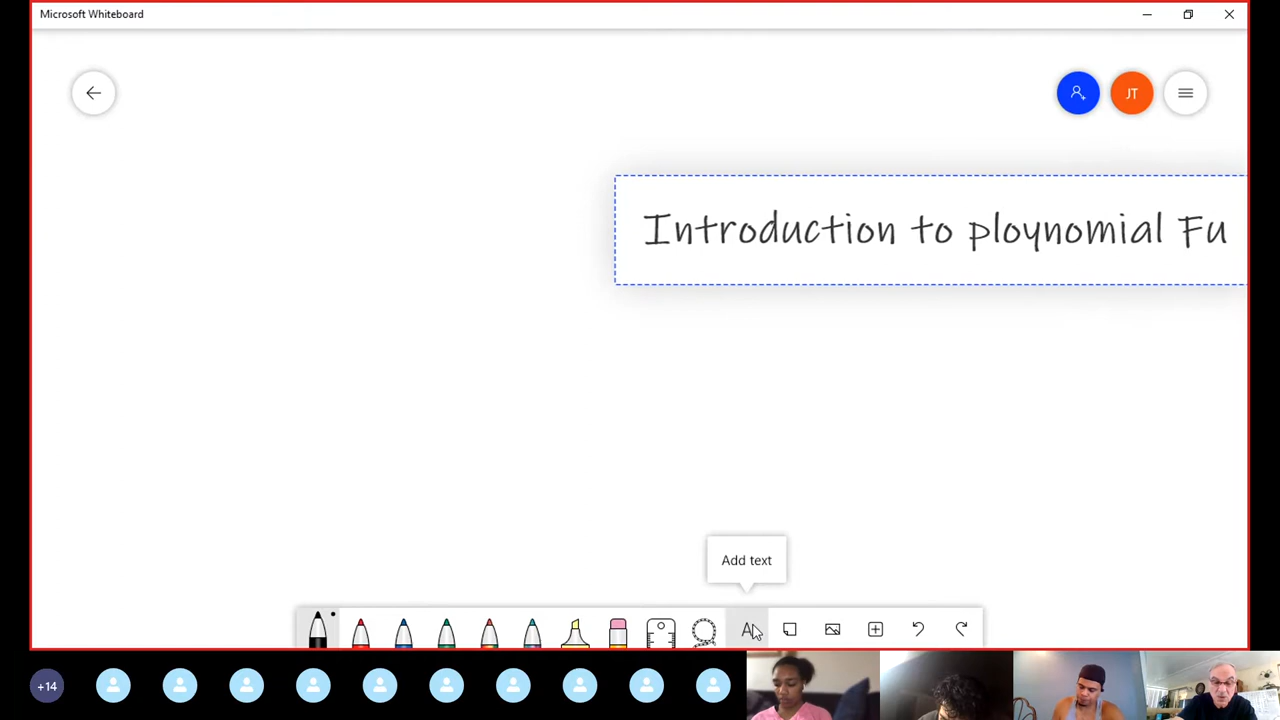 Microsoft Whiteboard
JT
Introduction to ploynomial Fu
Add text
A
+14